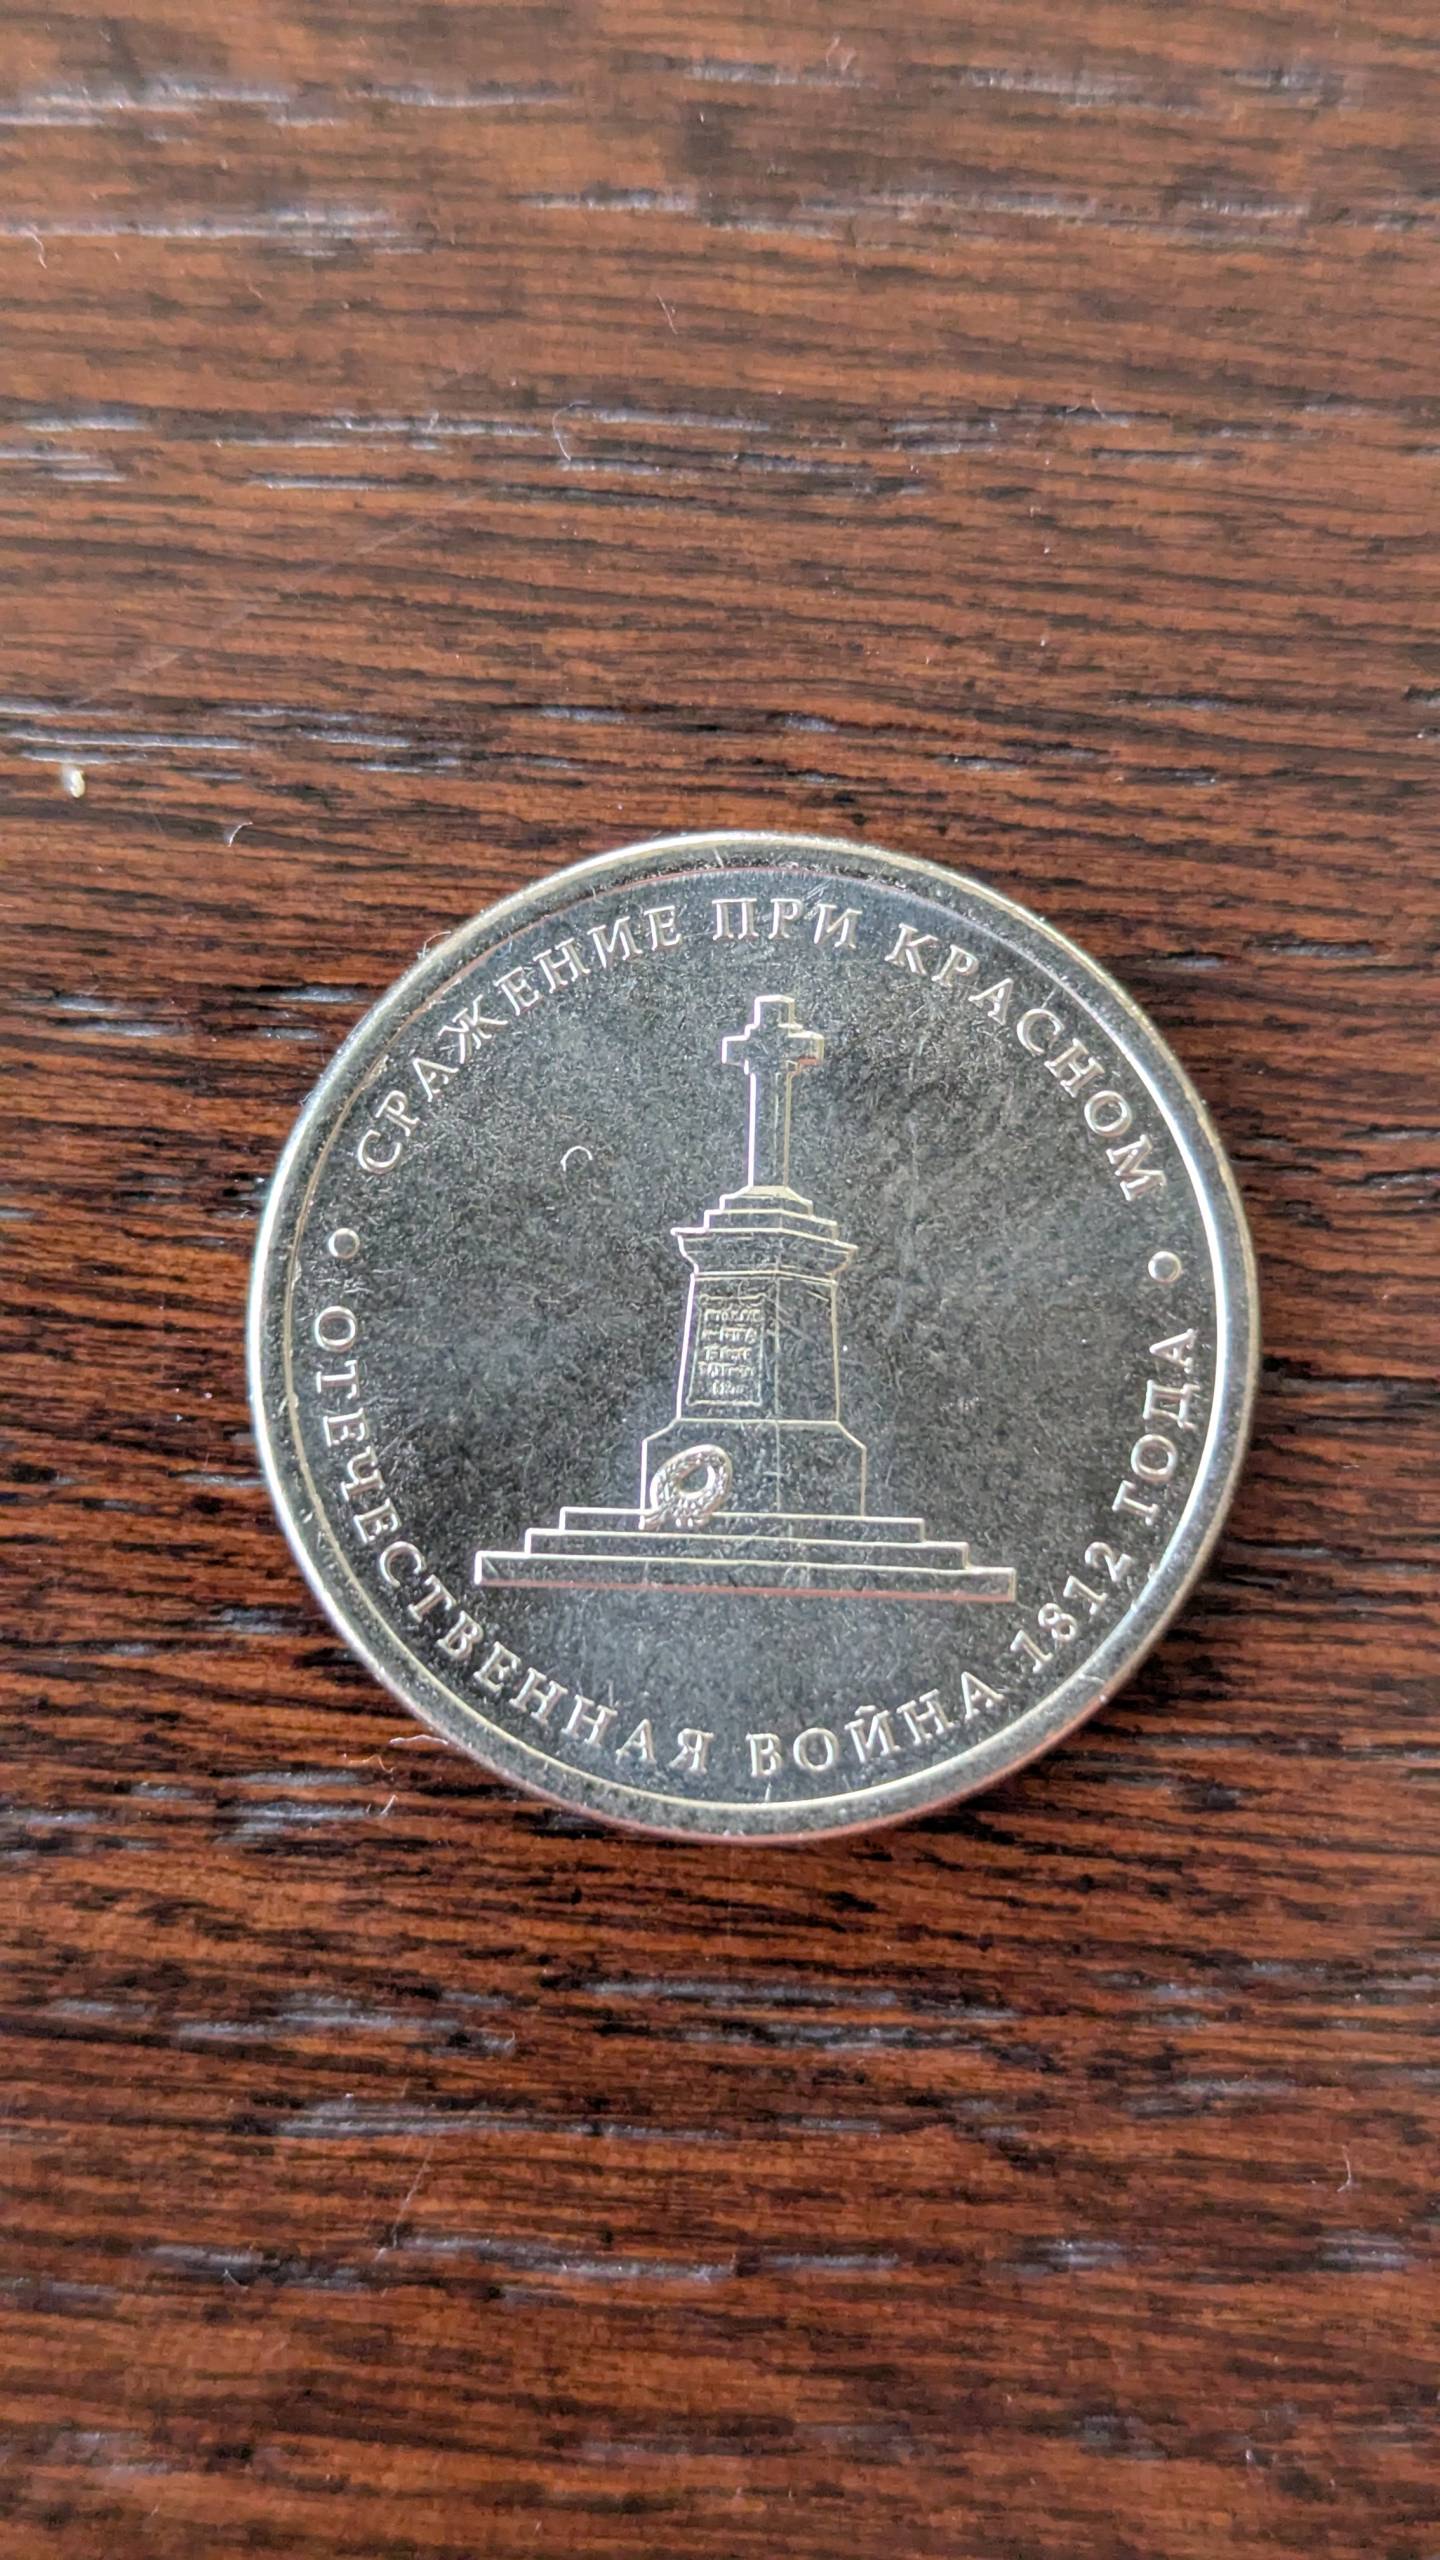 СРАЖЕНИЕ ПРИ КРАСНОМ
ОТЕЧЕСТВЕННАЯ ВОЙНА 1812 ГОДА